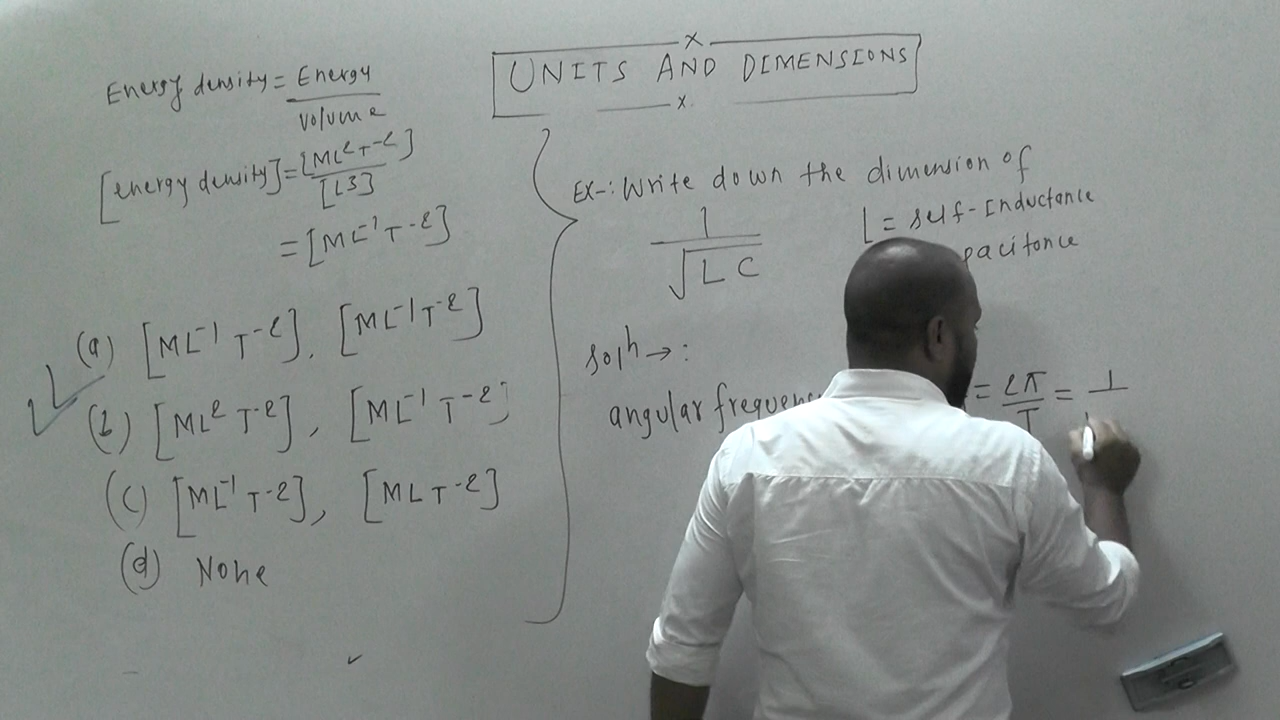 UNITS AND DIMENSIONS
Energy density = Energy
volume
[energy density] = [ML²T⁻²]
[L3]
= [ML⁻¹T⁻²]
(a) [ML⁻¹T⁻²], [ML⁻¹T⁻²]
(b) [ML²T⁻²], [ML⁻¹T⁻²]
(c) [ML⁻¹T⁻²], [MLT⁻²]
(d) None
EX-: Write down the dimension of
1
√LC
L = self-Inductance
pacitance
solⁿ → :
angular frequenc
= 2π = 1
T